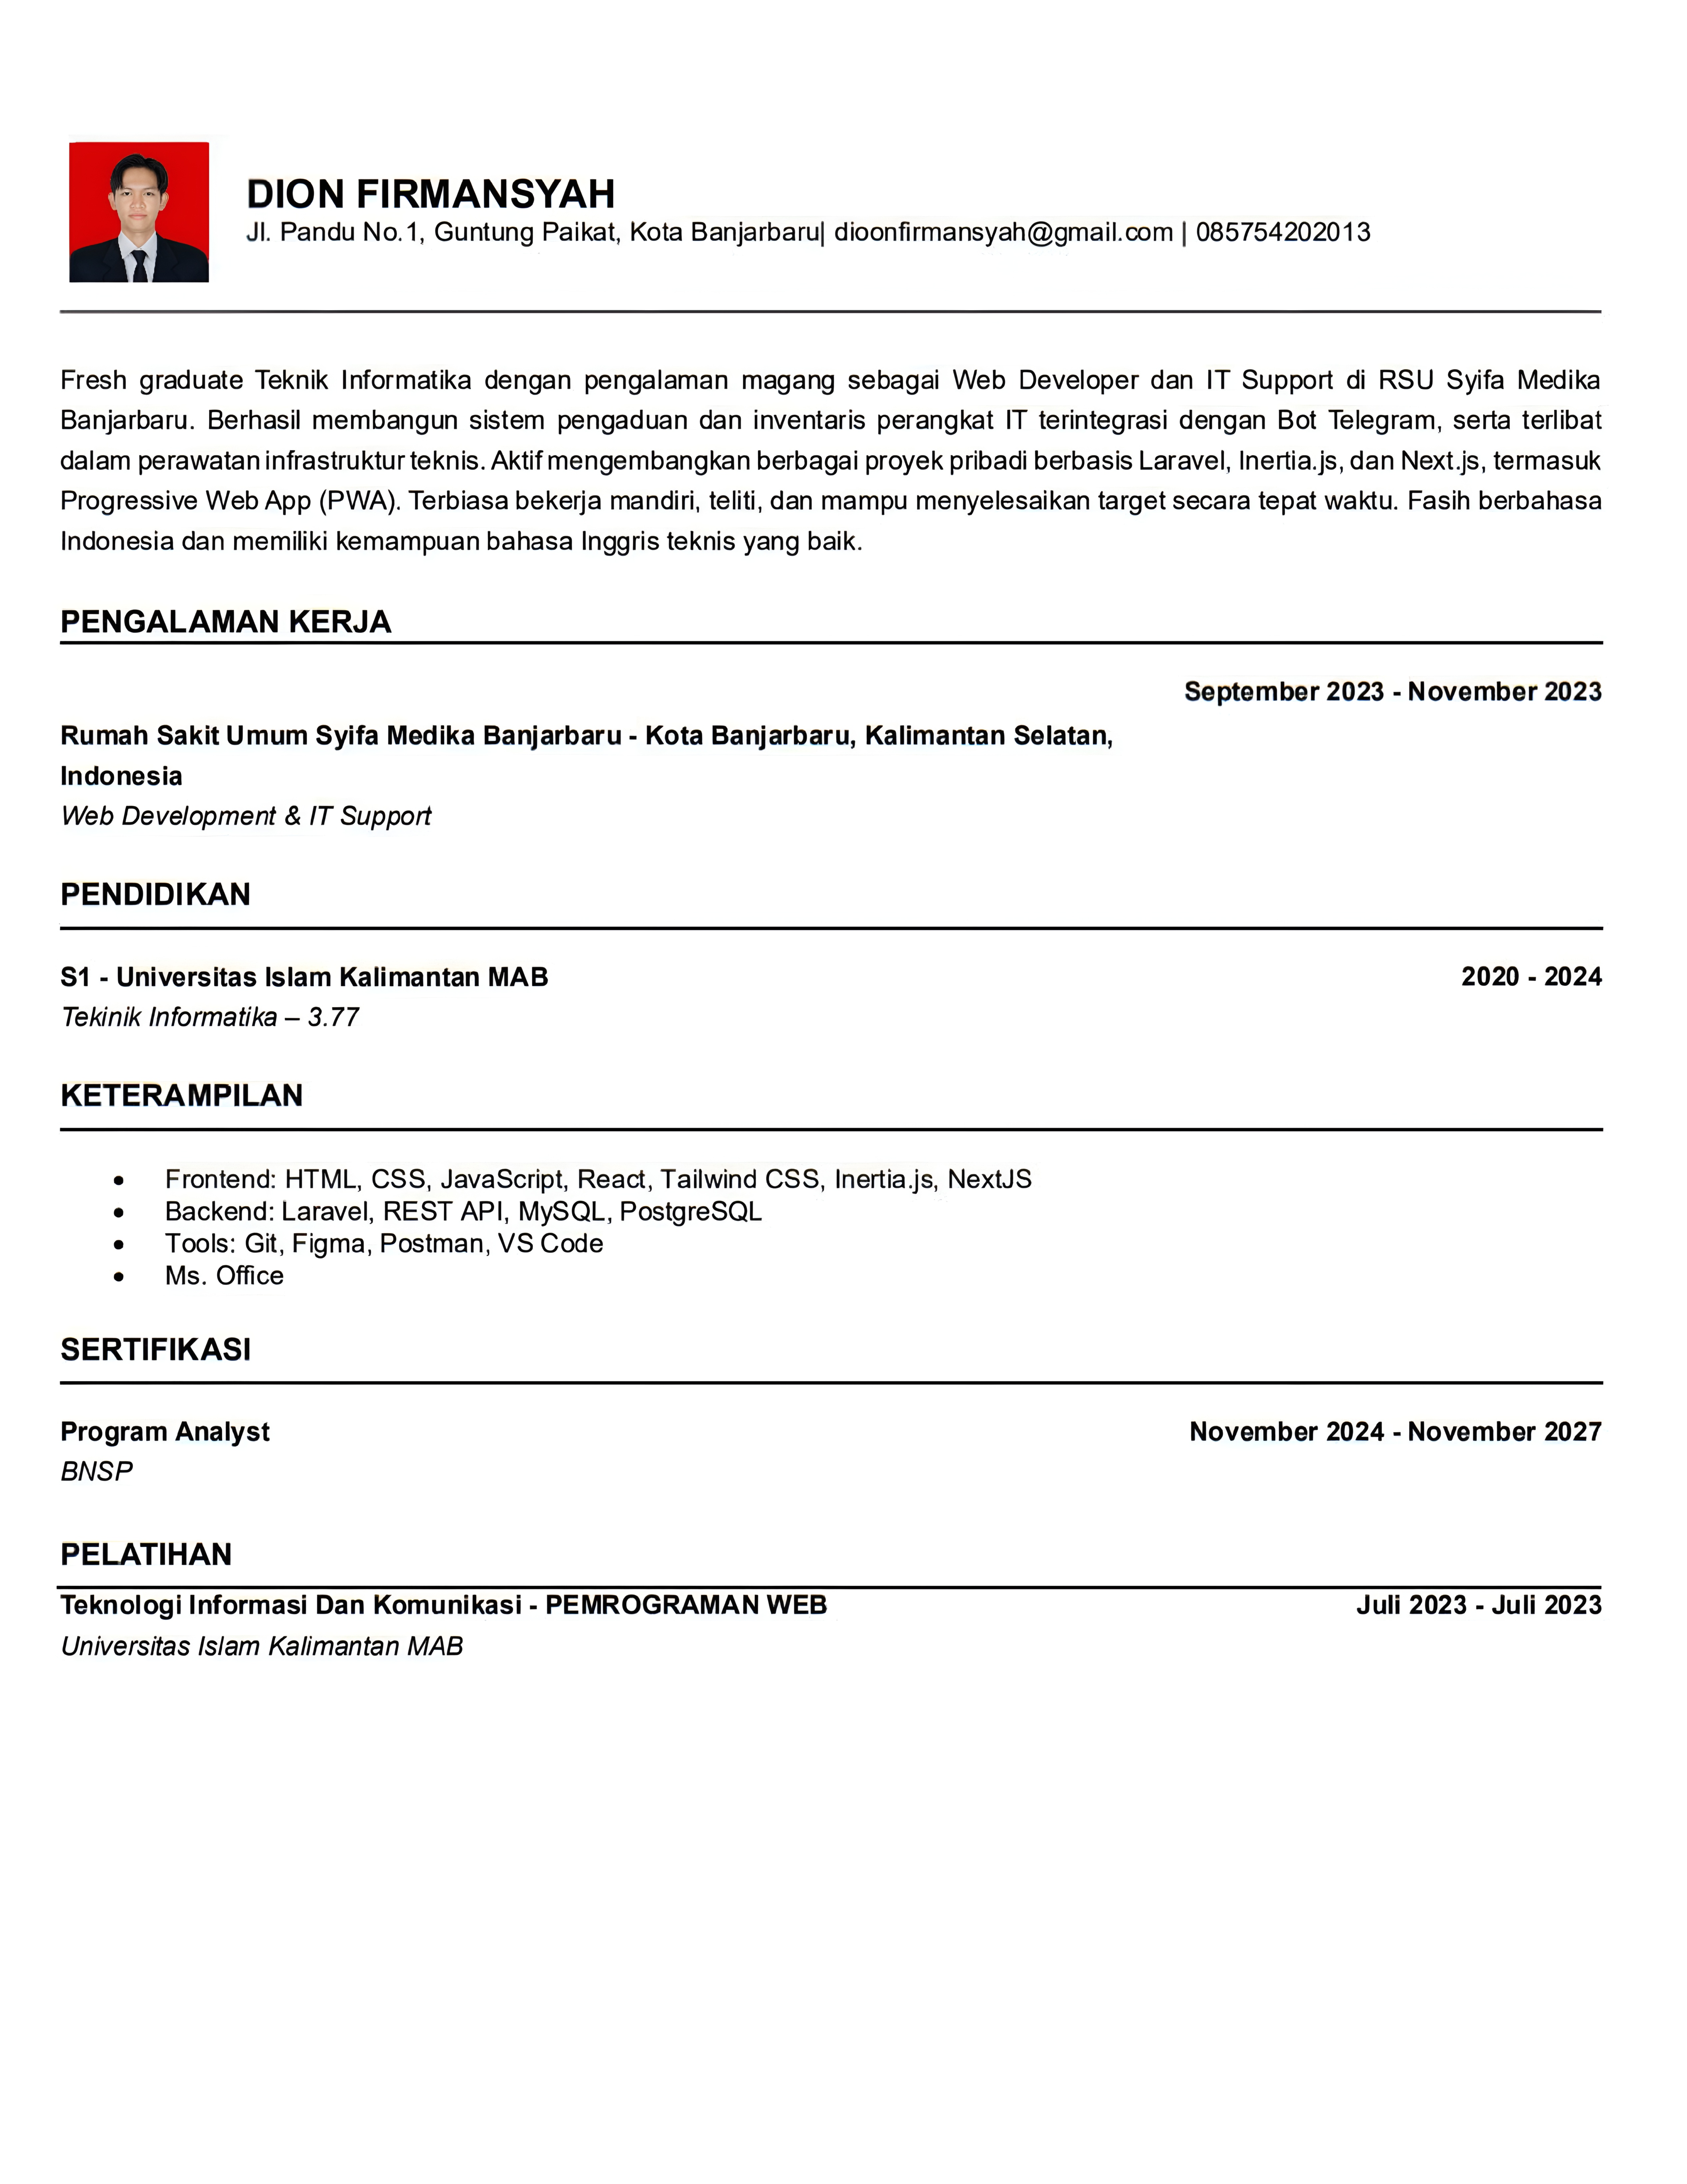 DION FIRMANSYAH
Jl. Pandu No.1, Guntung Paikat, Kota Banjarbaru| dioonfirmansyah@gmail.com | 085754202013
Fresh graduate Teknik Informatika dengan pengalaman magang sebagai Web Developer dan IT Support di RSU Syifa Medika
Banjarbaru. Berhasil membangun sistem pengaduan dan inventaris perangkat IT terintegrasi dengan Bot Telegram, serta terlibat
dalam perawatan infrastruktur teknis. Aktif mengembangkan berbagai proyek pribadi berbasis Laravel, Inertia.js, dan Next.js, termasuk
Progressive Web App (PWA). Terbiasa bekerja mandiri, teliti, dan mampu menyelesaikan target secara tepat waktu. Fasih berbahasa
Indonesia dan memiliki kemampuan bahasa Inggris teknis yang baik.
PENGALAMAN KERJA
September 2023 - November 2023
Rumah Sakit Umum Syifa Medika Banjarbaru - Kota Banjarbaru, Kalimantan Selatan,
Indonesia
Web Development & IT Support
PENDIDIKAN
S1 - Universitas Islam Kalimantan MAB 2020 - 2024
Tekinik Informatika – 3.77
KETERAMPILAN
• Frontend: HTML, CSS, JavaScript, React, Tailwind CSS, Inertia.js, NextJS
• Backend: Laravel, REST API, MySQL, PostgreSQL
• Tools: Git, Figma, Postman, VS Code
• Ms. Office
SERTIFIKASI
Program Analyst November 2024 - November 2027
BNSP
PELATIHAN
Teknologi Informasi Dan Komunikasi - PEMROGRAMAN WEB Juli 2023 - Juli 2023
Universitas Islam Kalimantan MAB